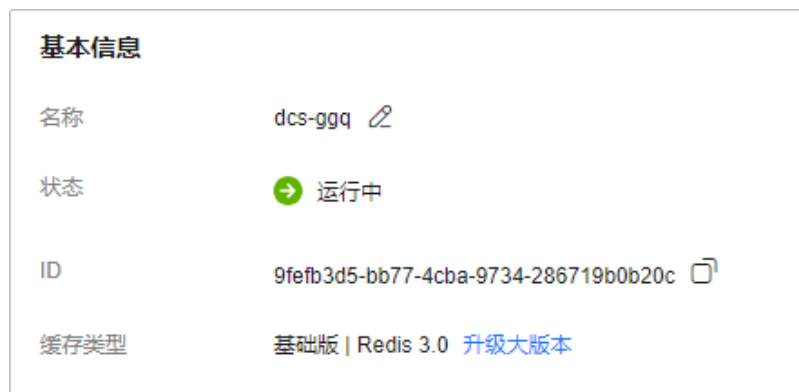 基本信息
名称 dcs-ggq
状态 运行中
ID 9fefb3d5-bb77-4cba-9734-286719b0b20c
缓存类型 基础版 | Redis 3.0 升级大版本